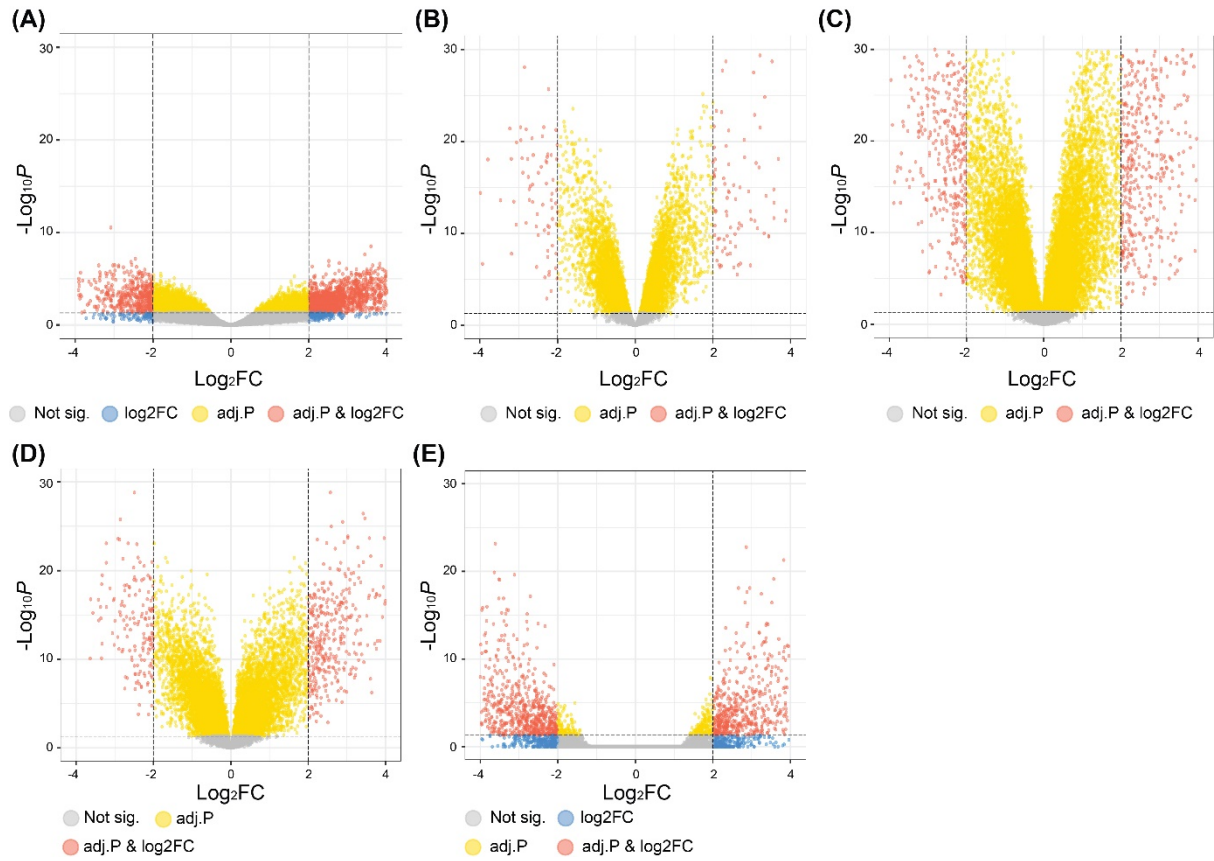 (A)
30
20
10
0
-Log₁₀P
-4 -2 0 2 4
Log₂FC
Not sig. log2FC adj.P adj.P & log2FC
(B)
30
20
10
0
-Log₁₀P
-4 -2 0 2 4
Log₂FC
Not sig. adj.P adj.P & log2FC
(C)
30
20
10
0
-Log₁₀P
-4 -2 0 2 4
Log₂FC
Not sig. adj.P adj.P & log2FC
(D)
30
20
10
0
-Log₁₀P
-4 -2 0 2 4
Log₂FC
Not sig. adj.P
adj.P & log2FC
(E)
30
20
10
0
-Log₁₀P
-4 -2 0 2 4
Log₂FC
Not sig. log2FC
adj.P adj.P & log2FC